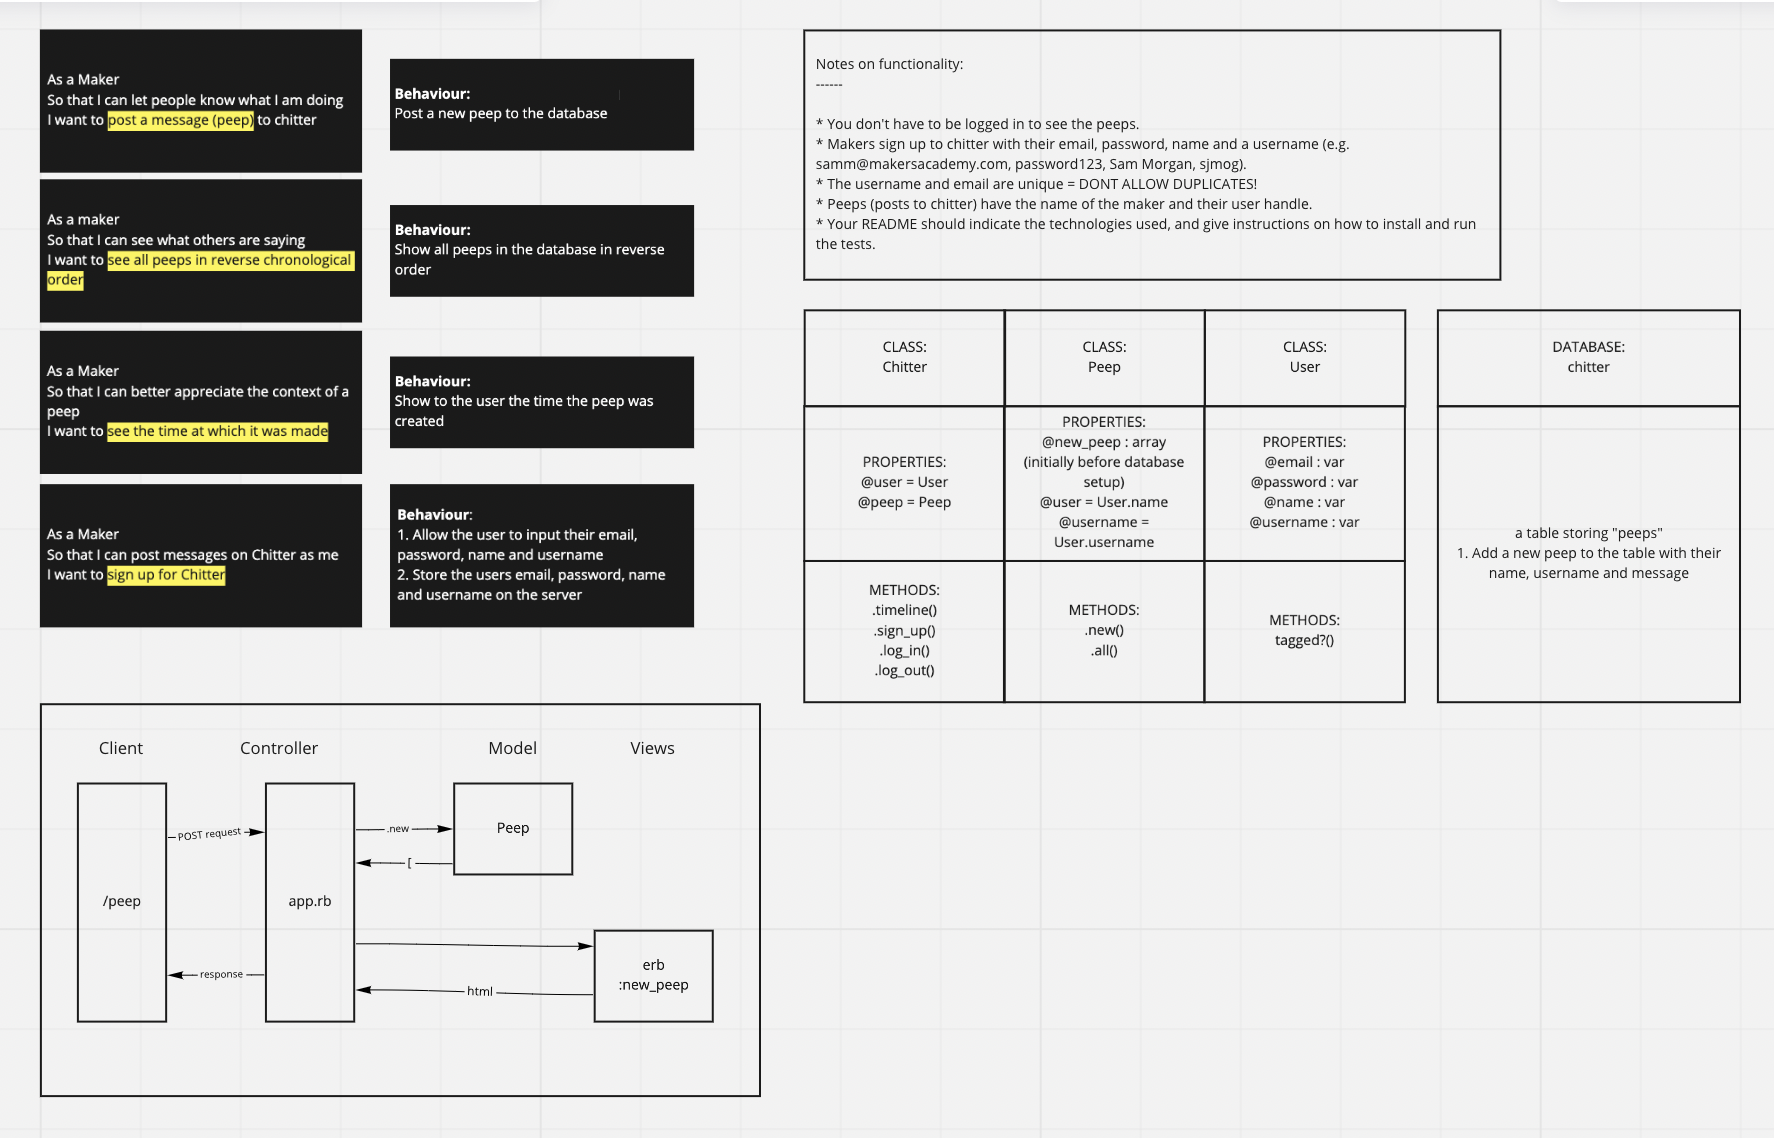 As a Maker
So that I can let people know what I am doing
I want to post a message (peep) to chitter
Behaviour:
Post a new peep to the database
As a maker
So that I can see what others are saying
I want to see all peeps in reverse chronological
order
Behaviour:
Show all peeps in the database in reverse
order
As a Maker
So that I can better appreciate the context of a
peep
I want to see the time at which it was made
Behaviour:
Show to the user the time the peep was
created
As a Maker
So that I can post messages on Chitter as me
I want to sign up for Chitter
Behaviour:
1. Allow the user to input their email,
password, name and username
2. Store the users email, password, name
and username on the server
Notes on functionality:
------
* You don't have to be logged in to see the peeps.
* Makers sign up to chitter with their email, password, name and a username (e.g.
samm@makersacademy.com, password123, Sam Morgan, sjmog).
* The username and email are unique = DONT ALLOW DUPLICATES!
* Peeps (posts to chitter) have the name of the maker and their user handle.
* Your README should indicate the technologies used, and give instructions on how to install and run
the tests.
CLASS:
Chitter
CLASS:
Peep
CLASS:
User
PROPERTIES:
@user = User
@peep = Peep
PROPERTIES:
@new_peep : array
(initially before database
setup)
@user = User.name
@username =
User.username
PROPERTIES:
@email : var
@password : var
@name : var
@username : var
METHODS:
.timeline()
.sign_up()
.log_in()
.log_out()
METHODS:
.new()
.all()
METHODS:
tagged?()
DATABASE:
chitter
a table storing "peeps"
1. Add a new peep to the table with their
name, username and message
Client
Controller
Model
Views
/peep
POST request
app.rb
.new
Peep
[
erb
:new_peep
response
html